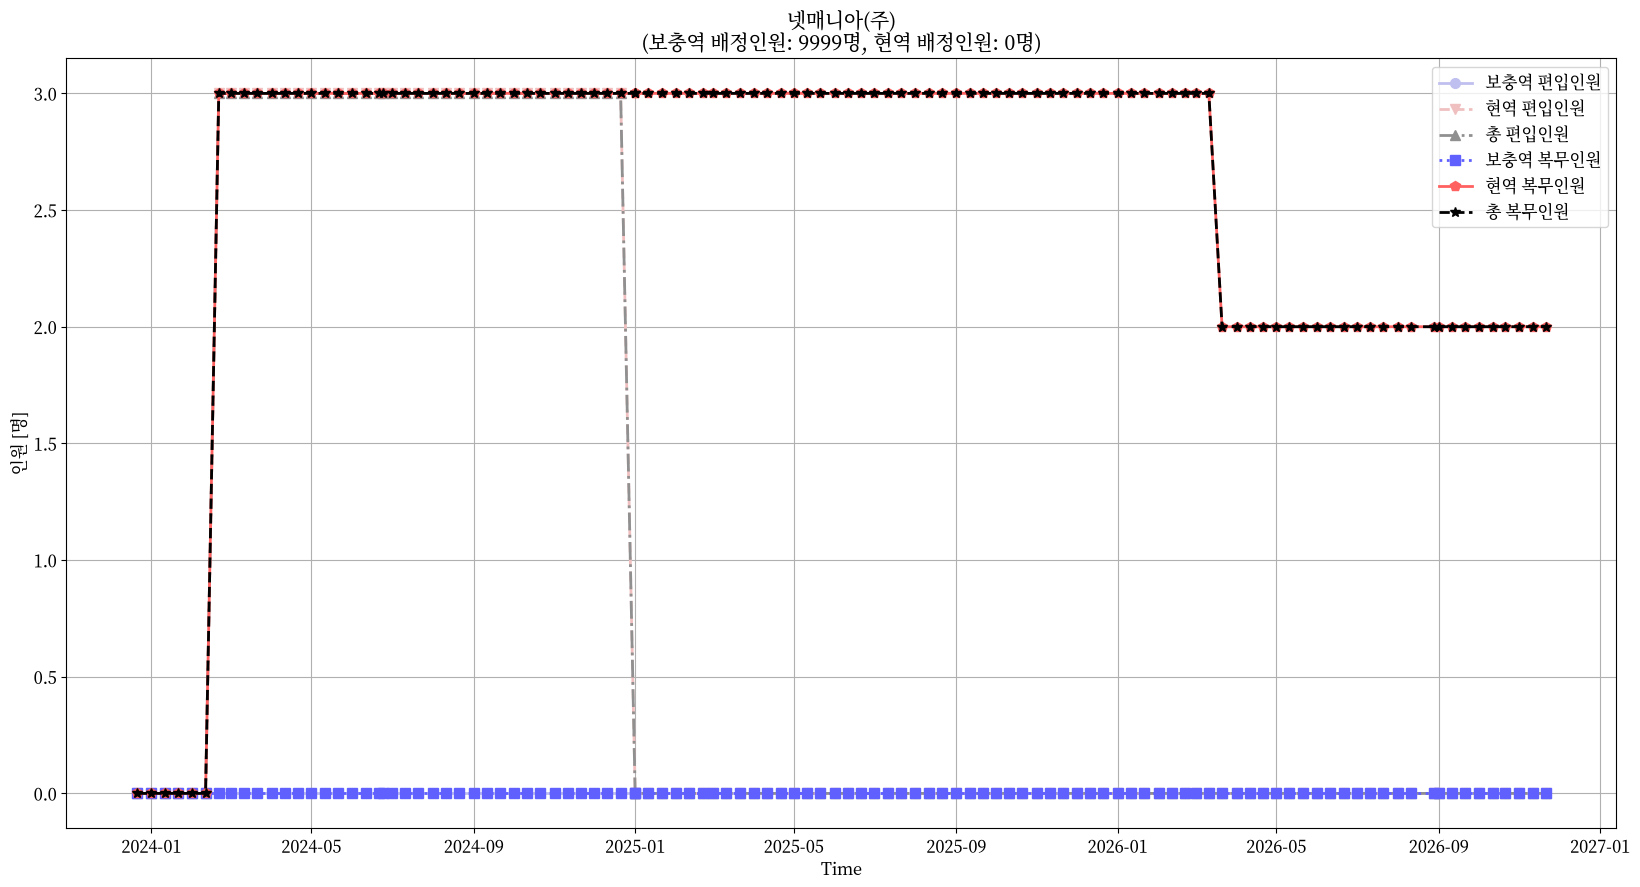 넷매니아(주)
(보충역 배정인원: 9999명, 현역 배정인원: 0명)
보충역 편입인원
현역 편입인원
총 편입인원
보충역 복무인원
현역 복무인원
총 복무인원
인원 [명]
3.0
2.5
2.0
1.5
1.0
0.5
0.0
2024-01
2024-05
2024-09
2025-01
2025-05
2025-09
2026-01
2026-05
2026-09
2027-01
Time